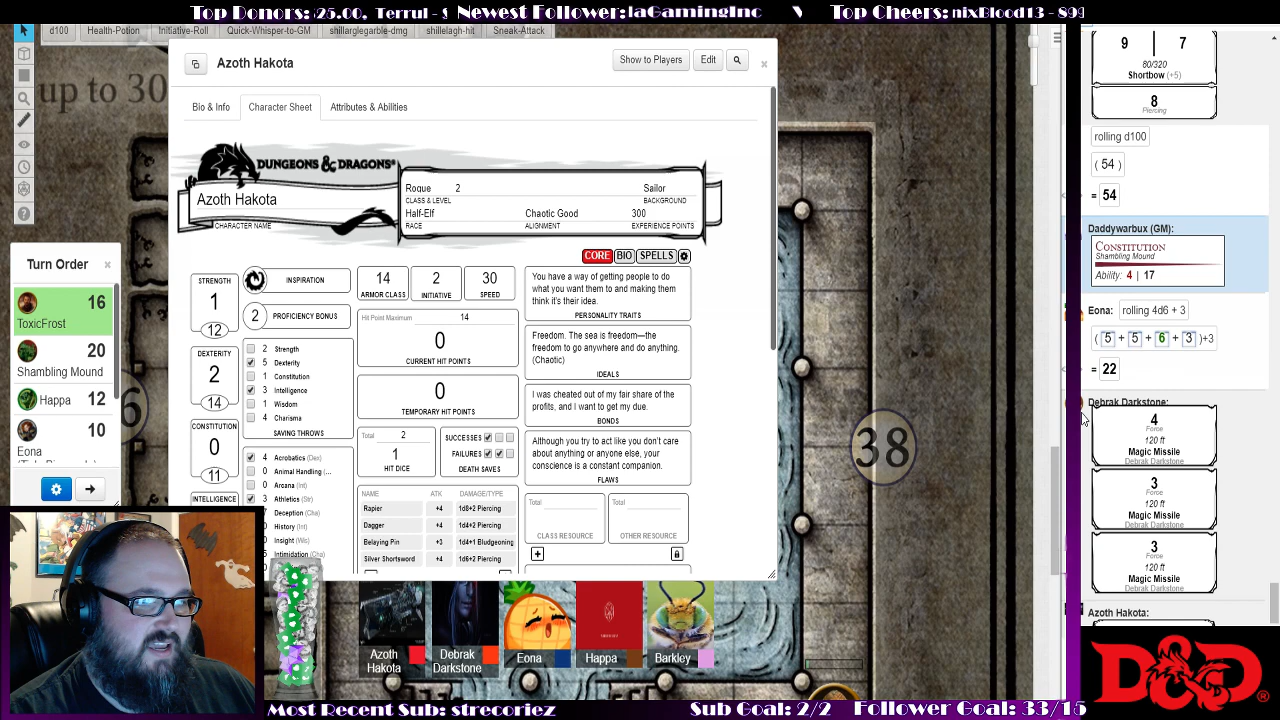 Top Donors: $25.00, Terrul - $
Newest Follower: laGamingInc
Top Cheers: nixBlood13 - 899
d100
Health-Potion
Initiative-Roll
Quick-Whisper-to-GM
shillarglegarble-dmg
shillelagh-hit
Sneak-Attack
up to 30
Azoth Hakota
Show to Players
Edit
Bio & Info
Character Sheet
Attributes & Abilities
DUNGEONS & DRAGONS®
Azoth Hakota
CHARACTER NAME
Rogue 2
CLASS & LEVEL
Sailor
BACKGROUND
Half-Elf
RACE
Chaotic Good
ALIGNMENT
300
EXPERIENCE POINTS
CORE
BIO
SPELLS
STRENGTH
1
12
DEXTERITY
2
14
CONSTITUTION
0
11
INTELLIGENCE
INSPIRATION
2
PROFICIENCY BONUS
2 Strength
5 Dexterity
1 Constitution
3 Intelligence
1 Wisdom
4 Charisma
SAVING THROWS
4 Acrobatics (Dex)
0 Animal Handling (...
0 Arcana (Int)
3 Athletics (Str)
Deception (Cha)
History (Int)
Insight (Wis)
Intimidation (Cha)
14
ARMOR CLASS
2
INITIATIVE
30
SPEED
Hit Point Maximum 14
0
CURRENT HIT POINTS
0
TEMPORARY HIT POINTS
Total 2
1
HIT DICE
SUCCESSES
FAILURES
DEATH SAVES
NAME ATK DAMAGE/TYPE
Rapier +4 1d8+2 Piercing
Dagger +4 1d4+2 Piercing
Belaying Pin +3 1d4+1 Bludgeoning
Silver Shortsword +4 1d6+2 Piercing
You have a way of getting people to do
what you want them to and making them
think it's their idea.
PERSONALITY TRAITS
Freedom. The sea is freedom—the
freedom to go anywhere and do anything.
(Chaotic)
IDEALS
I was cheated out of my fair share of the
profits, and I want to get my due.
BONDS
Although you try to act like you don't care
about anything or anyone else, your
conscience is a constant companion.
FLAWS
Total
CLASS RESOURCE
Total
OTHER RESOURCE
Turn Order
16
ToxicFrost
20
Shambling Mound
Happa 12
10
Eona
6
38
Azoth
Hakota
Debrak
Darkstone
Eona
Happa
Barkley
9 | 7
80/320
Shortbow (+5)
8
Piercing
rolling d100
( 54 )
= 54
Daddywarbux (GM):
CONSTITUTION
Shambling Mound
Ability: 4 | 17
Eona: rolling 4d6 + 3
( 5 + 5 + 6 + 3 )+3
= 22
Debrak Darkstone:
4
Force
120 ft
Magic Missile
Debrak Darkstone
3
Force
120 ft
Magic Missile
Debrak Darkstone
3
Force
120 ft
Magic Missile
Debrak Darkstone
Azoth Hakota:
D&D®
Most Recent Sub: strecoriez
Sub Goal: 2/2
Follower Goal: 33/15